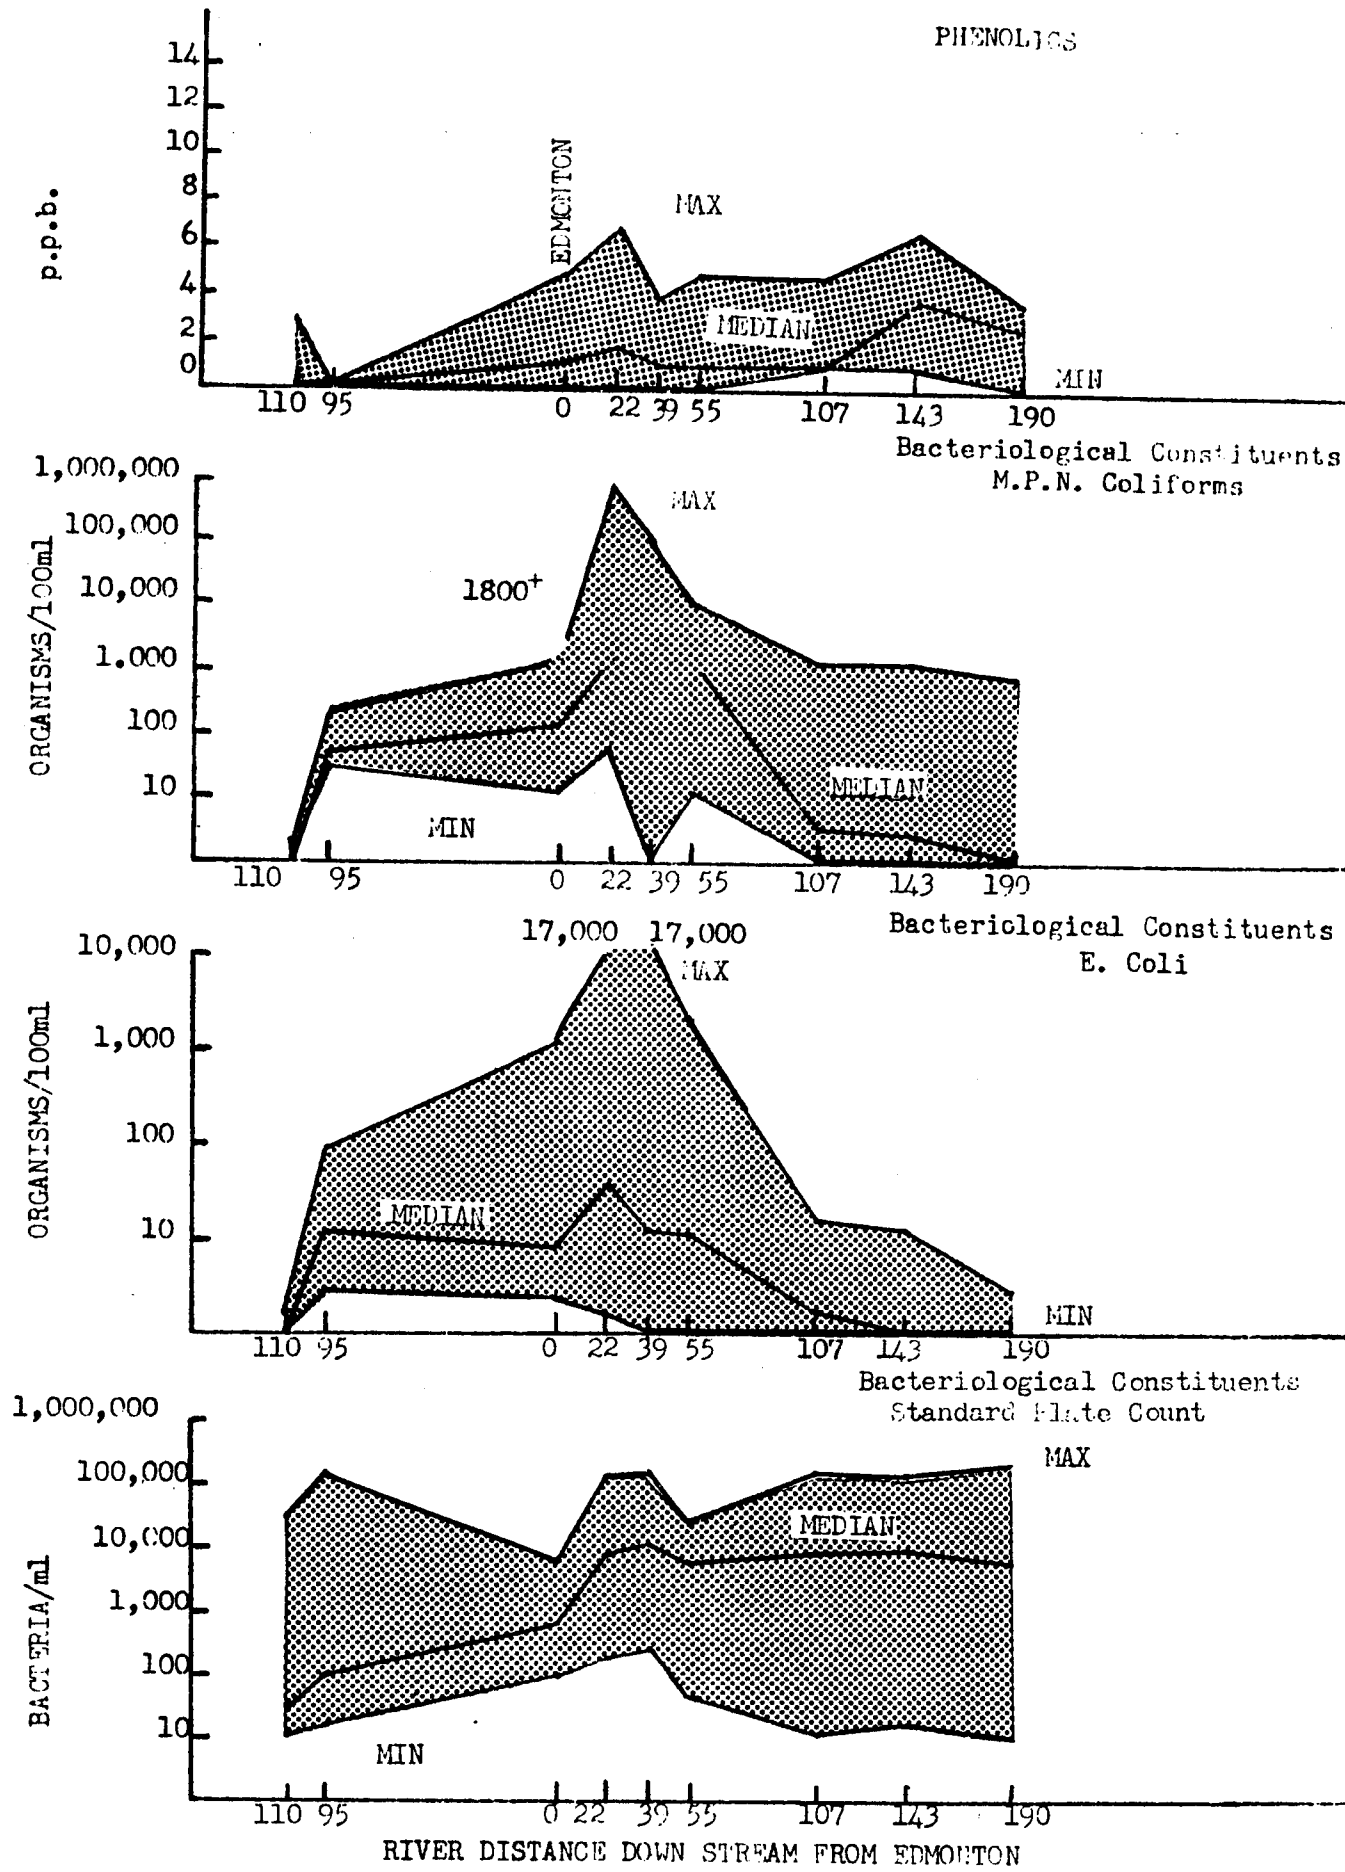 PHENOLICS
14
12
10
8
6
4
2
0
p.p.b.
EDMONTON
MAX
MEDIAN
MIN
110 95 0 22 39 55 107 143 190
Bacteriological Constituents
M.P.N. Coliforms
1,000,000
100,000
10,000
1.000
100
10
ORGANISMS/100ml
MAX
1800+
MEDIAN
MIN
110 95 0 22 39 55 107 143 190
Bacteriological Constituents
E. Coli
17,000 17,000
10,000
1,000
100
10
ORGANISMS/100ml
MAX
MEDIAN
MIN
110 95 0 22 39 55 107 143 190
Bacteriological Constituents
Standard Plate Count
1,000,000
100,000
10,000
1,000
100
10
BACTERIA/ml
MAX
MEDIAN
MIN
110 95 0 22 39 55 107 143 190
RIVER DISTANCE DOWN STREAM FROM EDMONTON